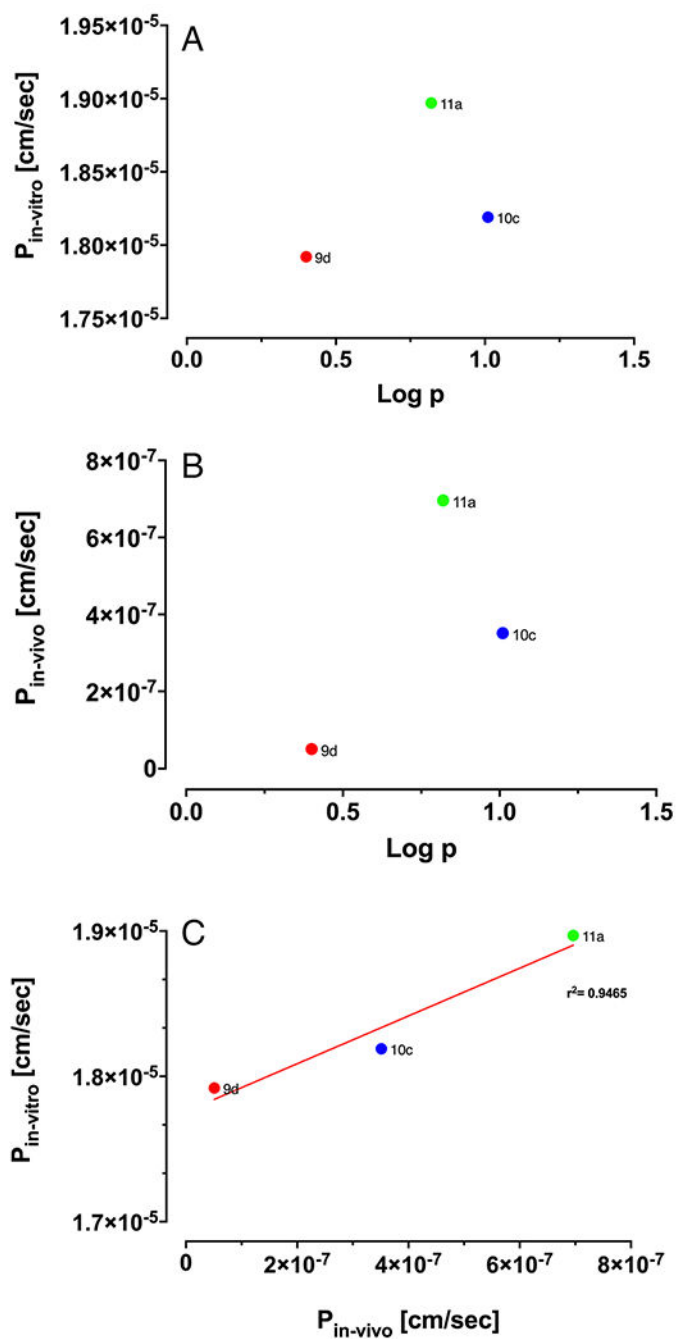 A
1.95×10⁻⁵
1.90×10⁻⁵
1.85×10⁻⁵
1.80×10⁻⁵
1.75×10⁻⁵
P in-vitro [cm/sec]
11a
10c
9d
0.0 0.5 1.0 1.5
Log p
B
8×10⁻⁷
6×10⁻⁷
4×10⁻⁷
2×10⁻⁷
0
P in-vivo [cm/sec]
11a
10c
9d
0.0 0.5 1.0 1.5
Log p
C
1.9×10⁻⁵
1.8×10⁻⁵
1.7×10⁻⁵
P in-vitro [cm/sec]
11a
r²= 0.9465
10c
9d
0 2×10⁻⁷ 4×10⁻⁷ 6×10⁻⁷ 8×10⁻⁷
P in-vivo [cm/sec]